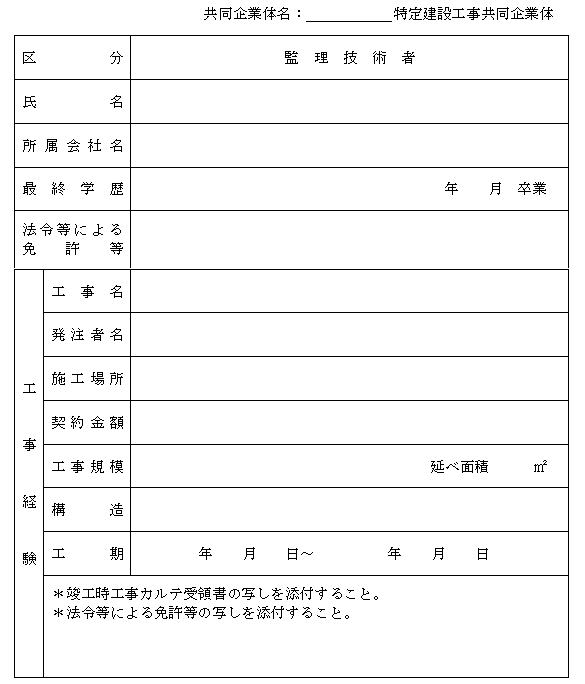 共同企業体名：____________特定建設工事共同企業体
区分 監理技術者
氏名
所属会社名
最終学歴 年 月 卒業
法令等による
免許等
工事経験
工事名
発注者名
施工場所
契約金額
工事規模 延べ面積 ㎡
構造
工期 年 月 日～ 年 月 日
＊竣工時工事カルテ受領書の写しを添付すること。
＊法令等による免許等の写しを添付すること。